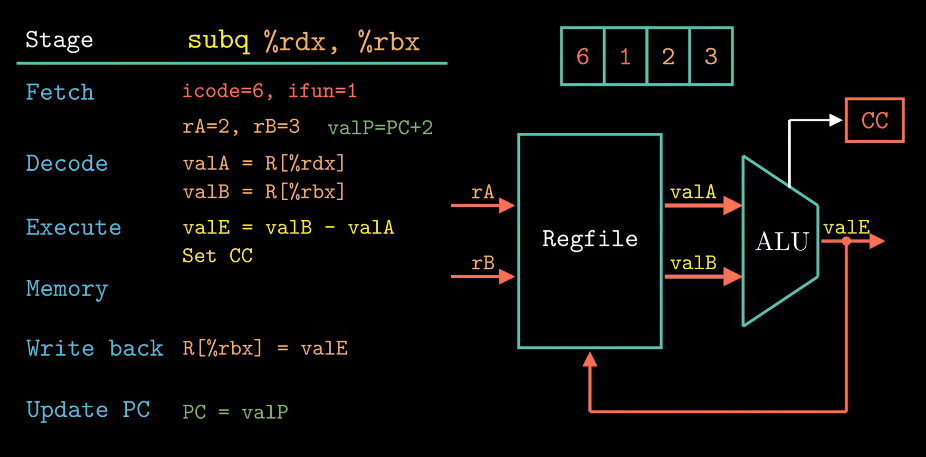 Stage subq %rdx, %rbx
Fetch icode=6, ifun=1
rA=2, rB=3 valP=PC+2
Decode valA = R[%rdx]
valB = R[%rbx]
Execute valE = valB - valA
Set CC
Memory
Write back R[%rbx] = valE
Update PC PC = valP
6 1 2 3
CC
rA
rB
Regfile
valA
valB
ALU
valE